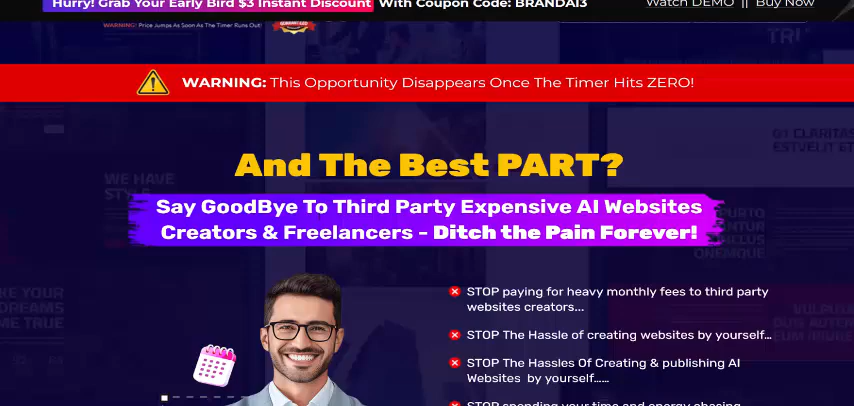 Hurry! Grab Your Early Bird $3 Instant Discount With Coupon Code: BRANDAI3
Watch DEMO || Buy Now
WARNING! Price Jumps As Soon As The Timer Runs Out!
TRI
WARNING: This Opportunity Disappears Once The Timer Hits ZERO!
WE HAVE
And The Best PART?
Say GoodBye To Third Party Expensive AI Websites
Creators & Freelancers - Ditch the Pain Forever!
STOP paying for heavy monthly fees to third party
websites creators...
STOP The Hassle of creating websites by yourself...
STOP The Hassles Of Creating & publishing AI
Websites by yourself......